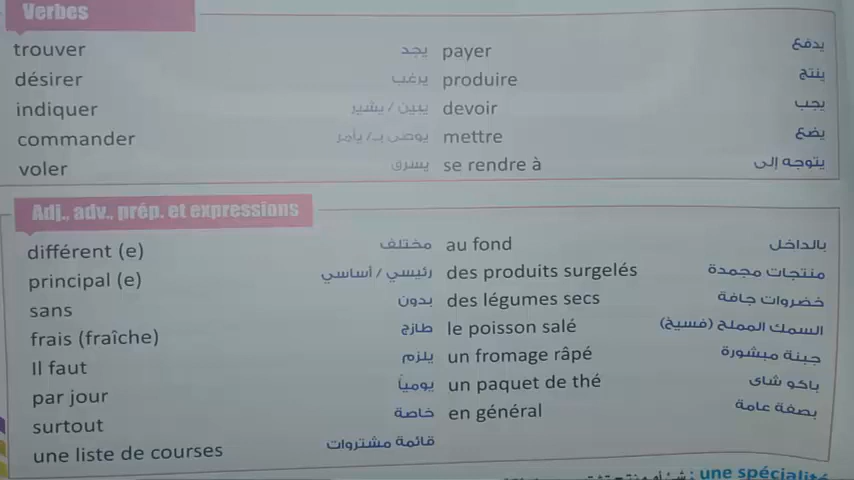 Verbes
trouver يجد payer يدفع
désirer يرغب produire ينتج
indiquer يبين / يشير devoir يجب
commander يوصى بـ/ يأمر mettre يضع
voler يسرق se rendre à يتوجه إلى
Adj., adv., prép. et expressions
différent (e) مختلف au fond بالداخل
principal (e) رئيسي / أساسي des produits surgelés منتجات مجمدة
sans بدون des légumes secs خضروات جافة
frais (fraîche) طازج le poisson salé السمك المملح (فسيخ)
Il faut يلزم un fromage râpé جبنة مبشورة
par jour يومياً un paquet de thé باكو شاى
surtout خاصة en général بصفة عامة
une liste de courses قائمة مشتروات
une spécialité :